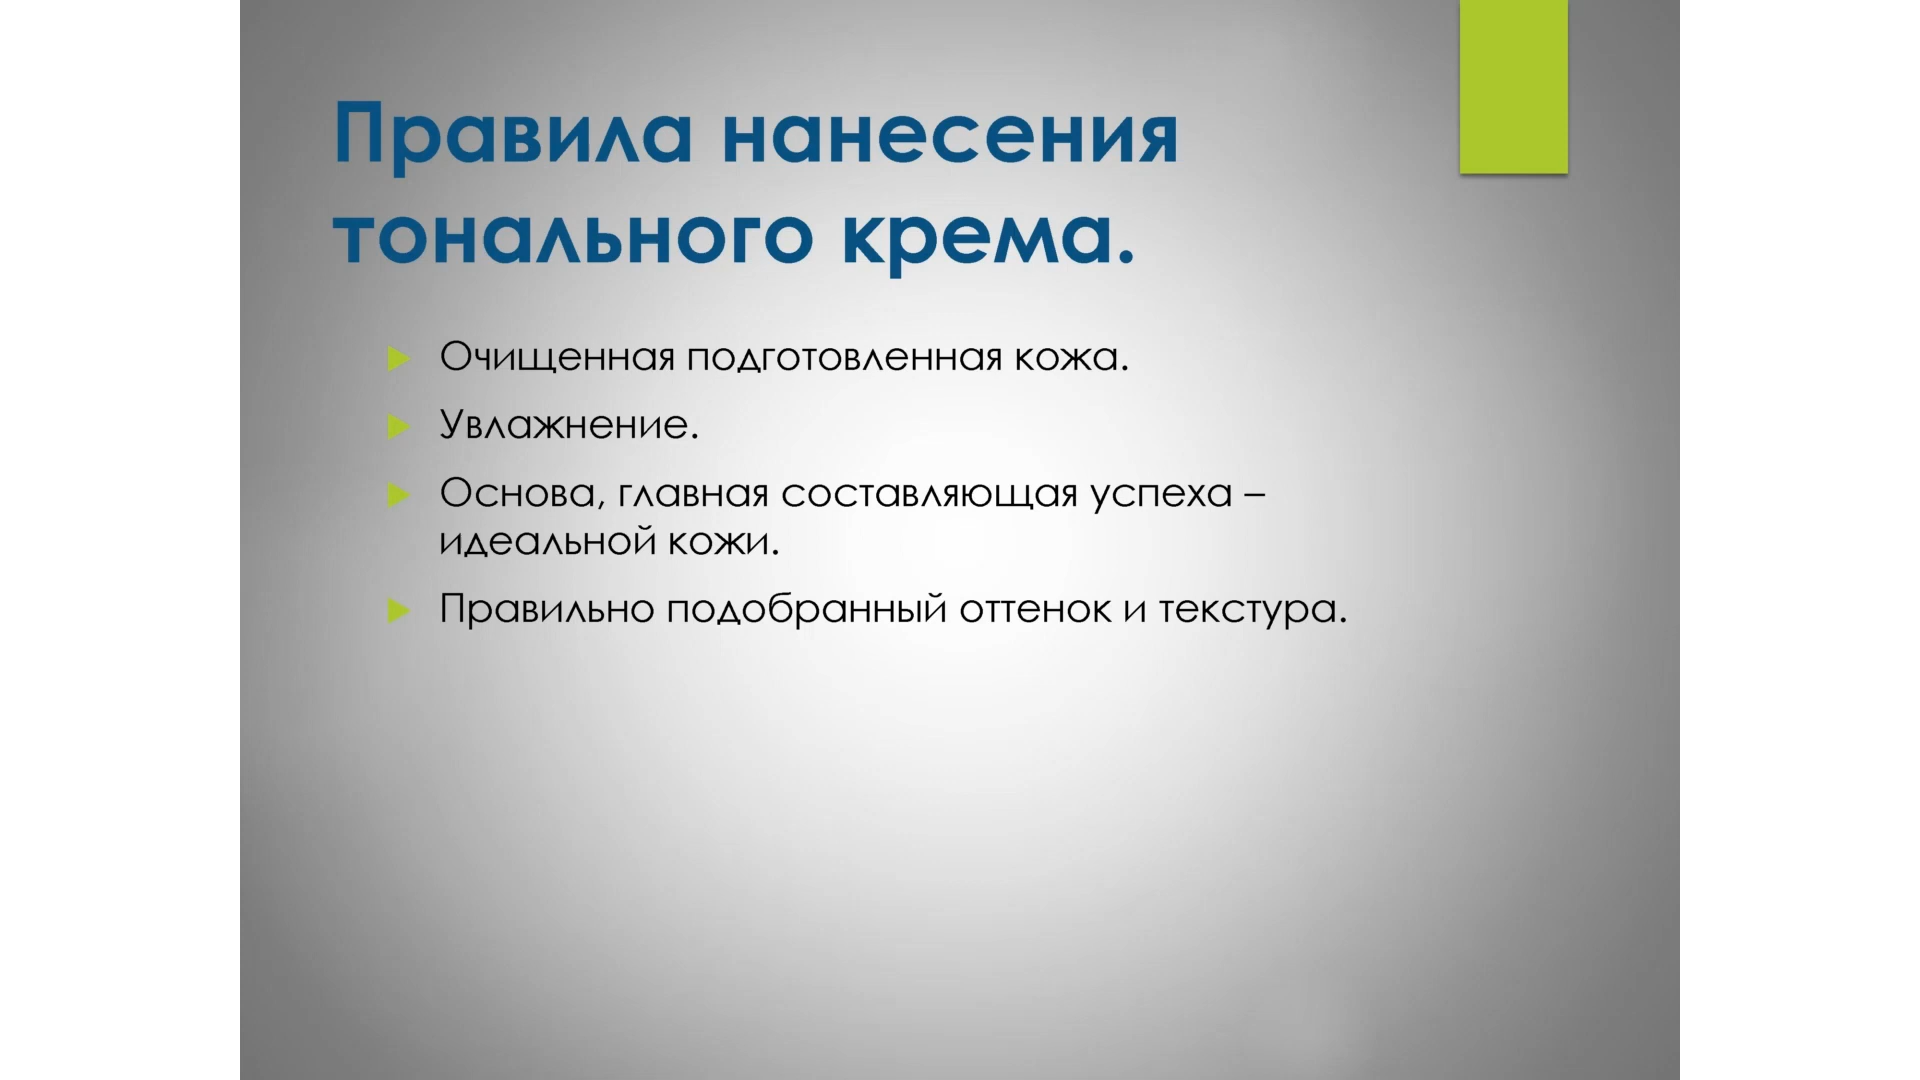 Правила нанесения
тонального крема.
Очищенная подготовленная кожа.
Увлажнение.
Основа, главная составляющая успеха –
идеальной кожи.
Правильно подобранный оттенок и текстура.